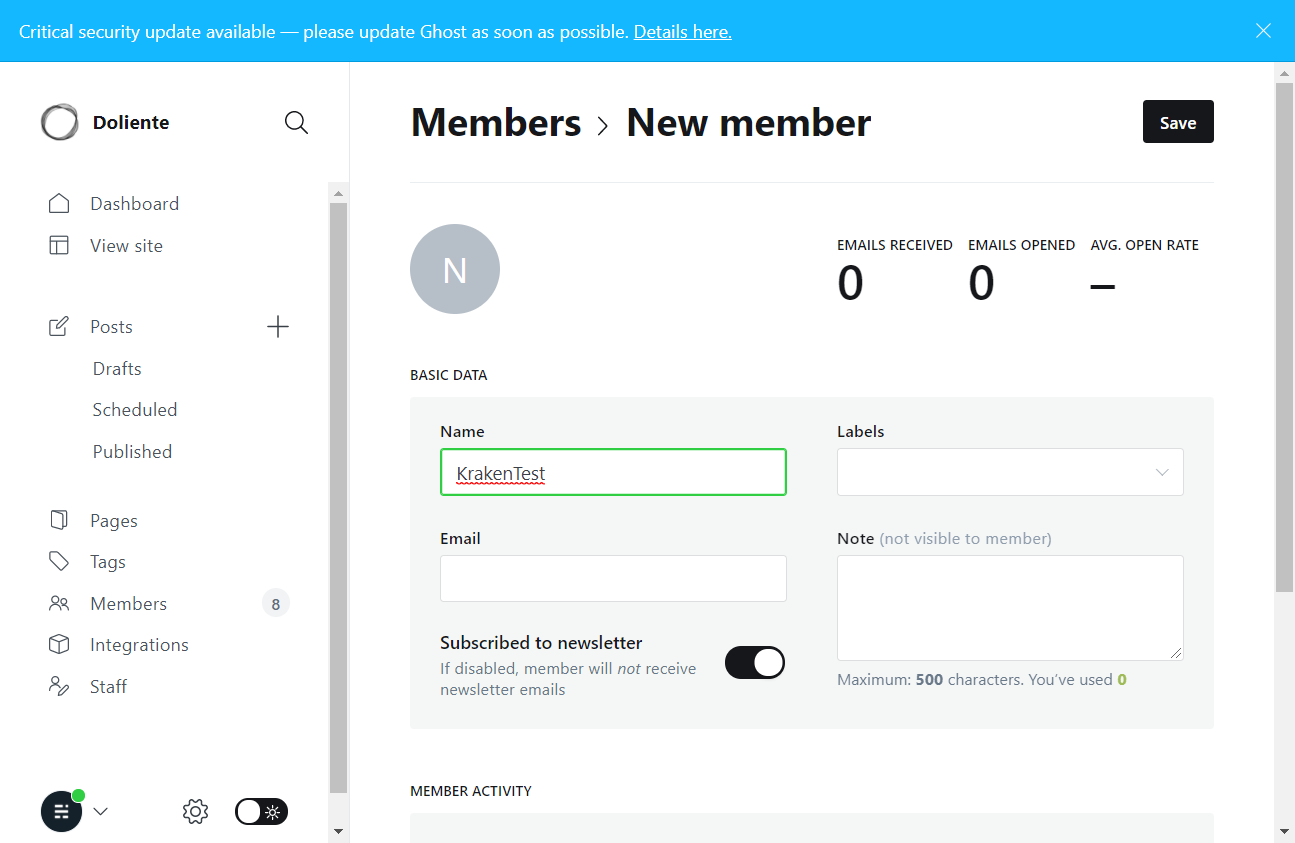 Critical security update available — please update Ghost as soon as possible. Details here.
Doliente
Members > New member
Save
Dashboard
View site
N
EMAILS RECEIVED
0
EMAILS OPENED
0
AVG. OPEN RATE
–
Posts
Drafts
Scheduled
Published
BASIC DATA
Name
KrakenTest
Labels
Email
Note (not visible to member)
Pages
Tags
Members
8
Integrations
Staff
Subscribed to newsletter
If disabled, member will not receive
newsletter emails
Maximum: 500 characters. You’ve used 0
MEMBER ACTIVITY